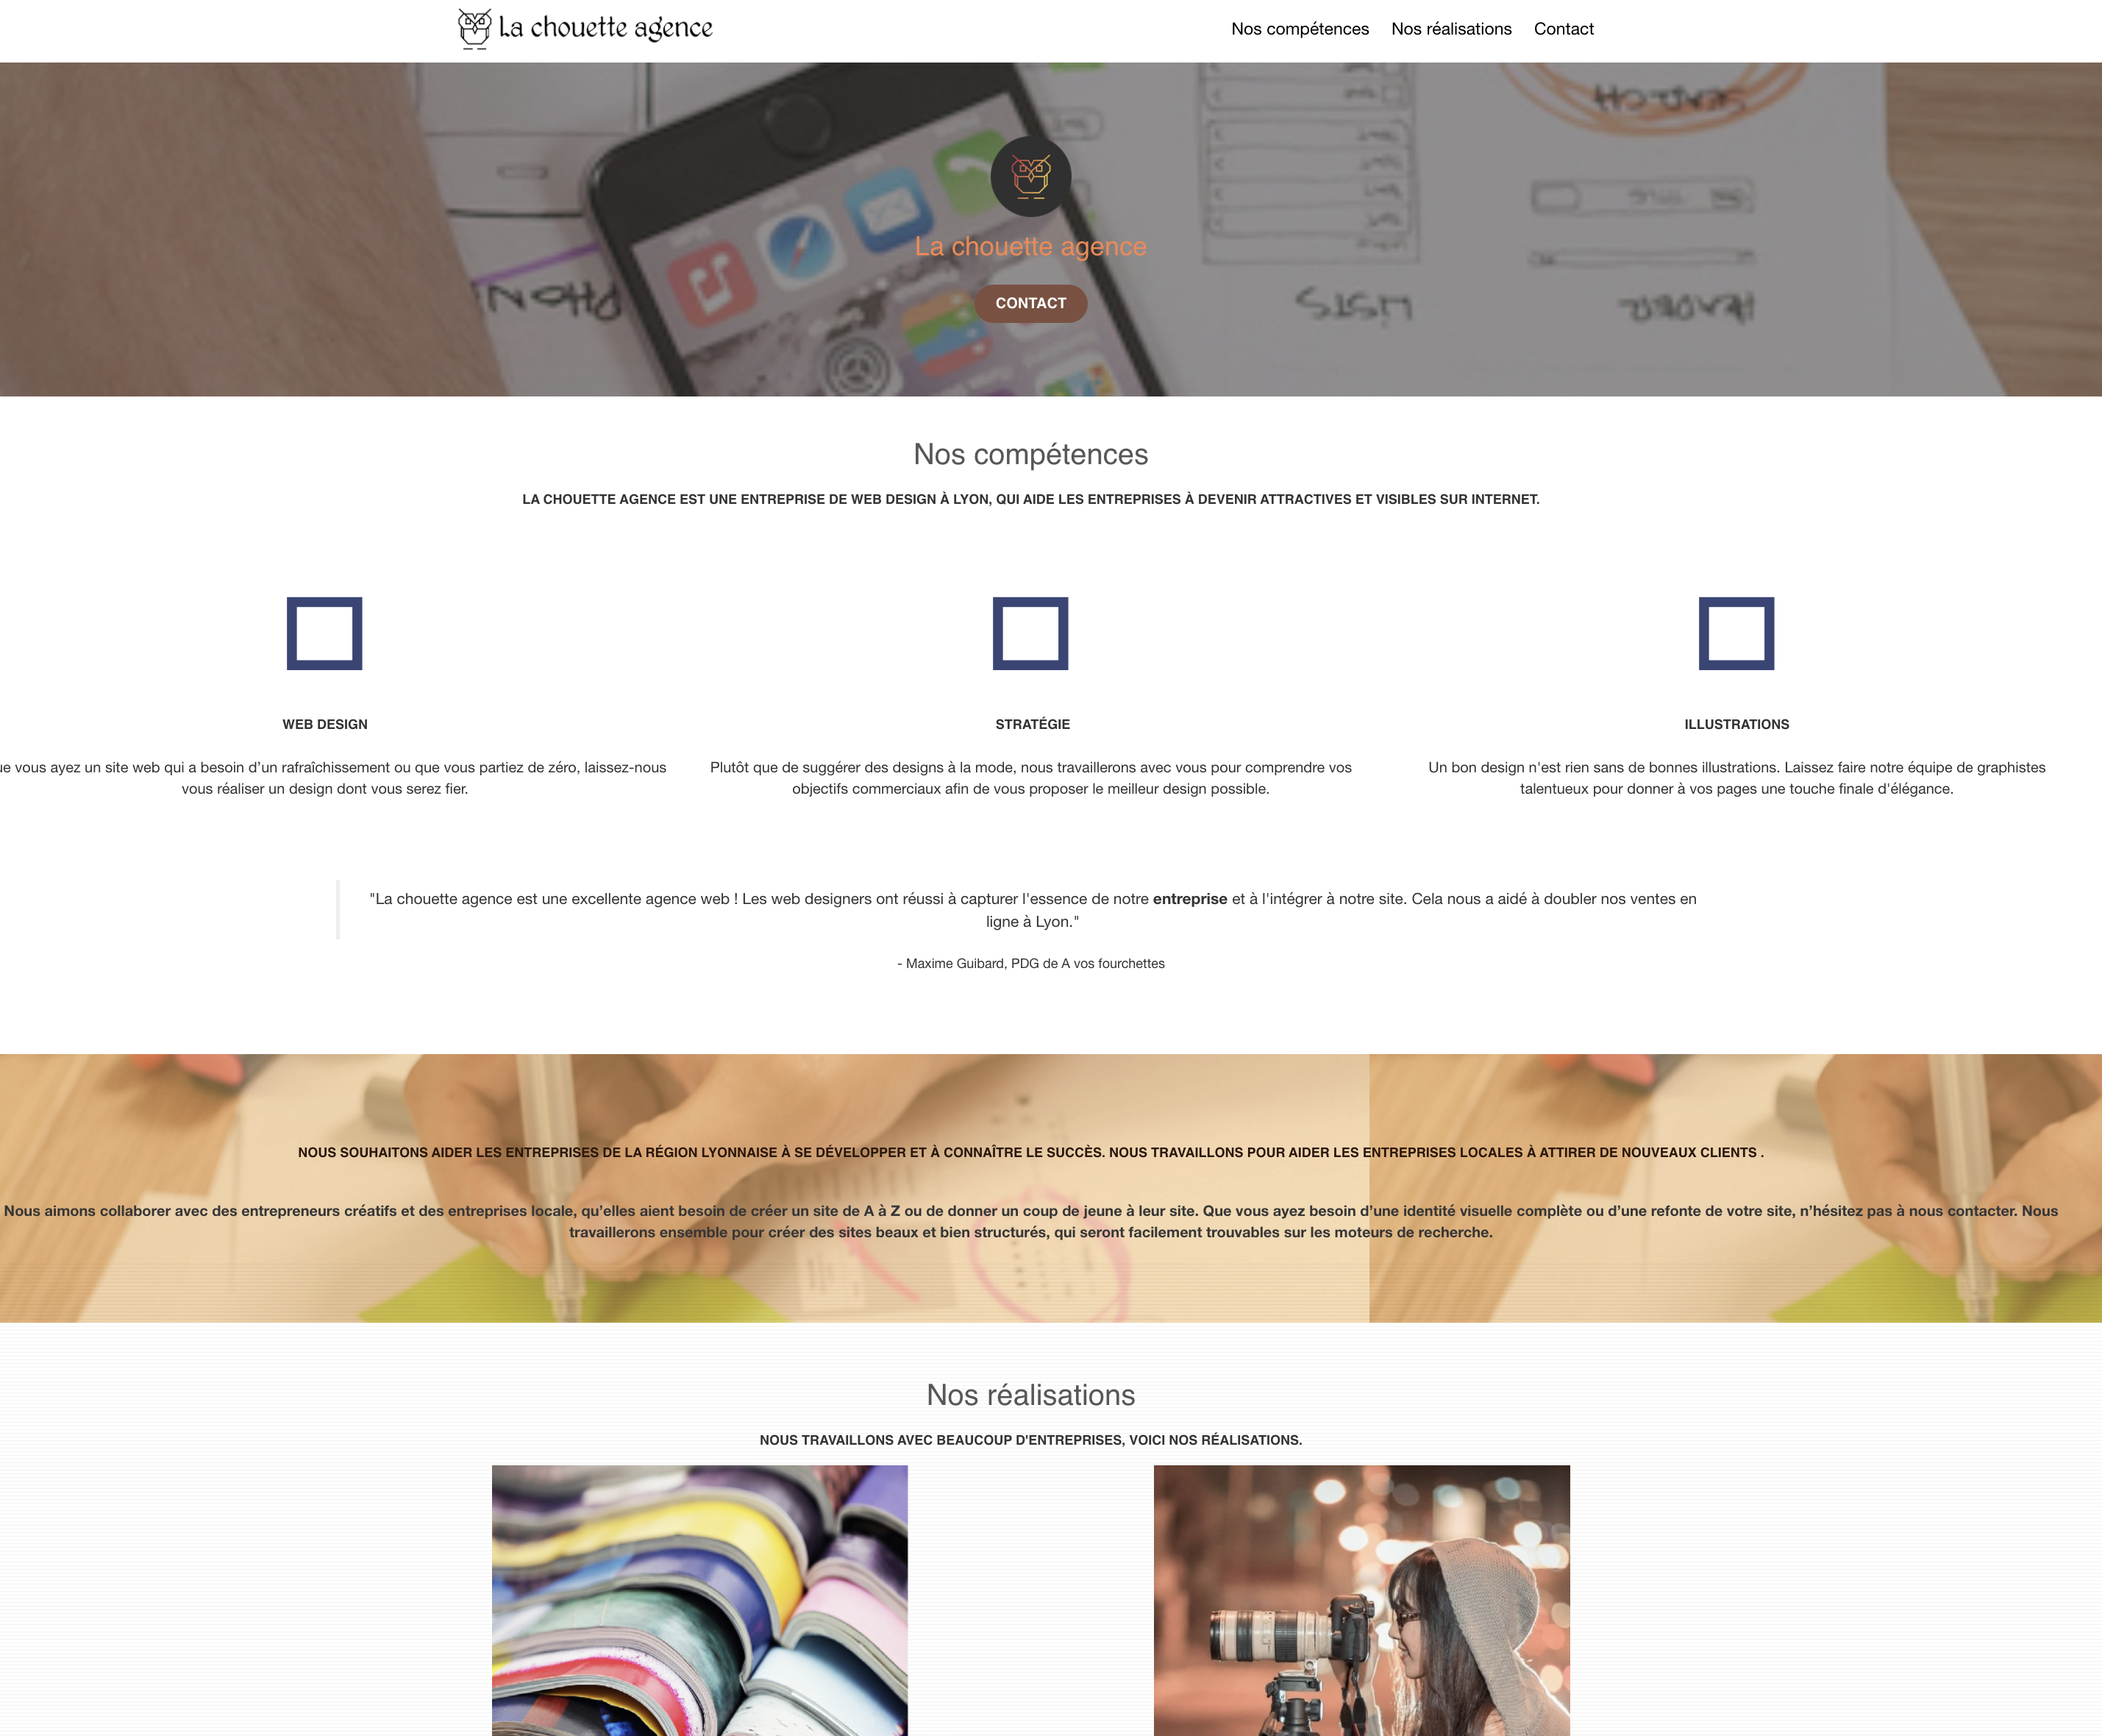 La chouette agence
Nos compétences Nos réalisations Contact
La chouette agence
CONTACT
Nos compétences
LA CHOUETTE AGENCE EST UNE ENTREPRISE DE WEB DESIGN À LYON, QUI AIDE LES ENTREPRISES À DEVENIR ATTRACTIVES ET VISIBLES SUR INTERNET.
WEB DESIGN
vous ayez un site web qui a besoin d’un rafraîchissement ou que vous partiez de zéro, laissez-nous
vous réaliser un design dont vous serez fier.
STRATÉGIE
Plutôt que de suggérer des designs à la mode, nous travaillerons avec vous pour comprendre vos
objectifs commerciaux afin de vous proposer le meilleur design possible.
ILLUSTRATIONS
Un bon design n'est rien sans de bonnes illustrations. Laissez faire notre équipe de graphistes
talentueux pour donner à vos pages une touche finale d'élégance.
"La chouette agence est une excellente agence web ! Les web designers ont réussi à capturer l'essence de notre entreprise et à l'intégrer à notre site. Cela nous a aidé à doubler nos ventes en
ligne à Lyon."
- Maxime Guibard, PDG de A vos fourchettes
NOUS SOUHAITONS AIDER LES ENTREPRISES DE LA RÉGION LYONNAISE À SE DÉVELOPPER ET À CONNAÎTRE LE SUCCÈS. NOUS TRAVAILLONS POUR AIDER LES ENTREPRISES LOCALES À ATTIRER DE NOUVEAUX CLIENTS .
Nous aimons collaborer avec des entrepreneurs créatifs et des entreprises locale, qu’elles aient besoin de créer un site de A à Z ou de donner un coup de jeune à leur site. Que vous ayez besoin d’une identité visuelle complète ou d’une refonte de votre site, n’hésitez pas à nous contacter. Nous
travaillerons ensemble pour créer des sites beaux et bien structurés, qui seront facilement trouvables sur les moteurs de recherche.
Nos réalisations
NOUS TRAVAILLONS AVEC BEAUCOUP D'ENTREPRISES, VOICI NOS RÉALISATIONS.